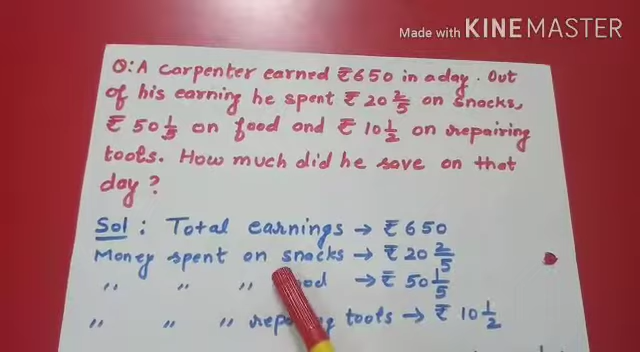 Made with KINEMASTER
Q: A carpenter earned ₹650 in a day. Out
of his earning he spent ₹ 20 2/5 on snacks,
₹ 50 1/5 on food and ₹ 10 1/2 on repairing
tools. How much did he save on that
day?
Sol: Total earnings → ₹650
Money spent on snacks → ₹ 20 2/5
" " " food → ₹ 50 1/5
" " " tools → ₹ 10 1/2